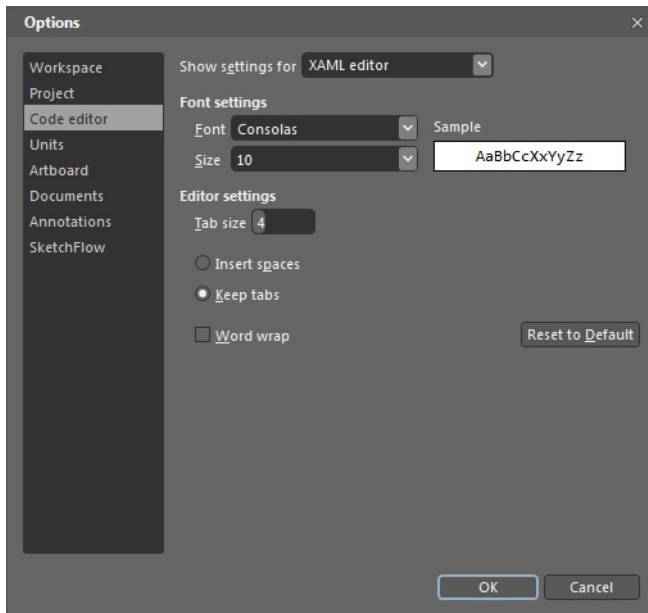 Options
Workspace
Project
Code editor
Units
Artboard
Documents
Annotations
SketchFlow
Show settings for XAML editor
Font settings
Font Consolas
Sample
Size 10
AaBbCcXxYyZz
Editor settings
Tab size 4
Insert spaces
Keep tabs
Word wrap
Reset to Default
OK
Cancel